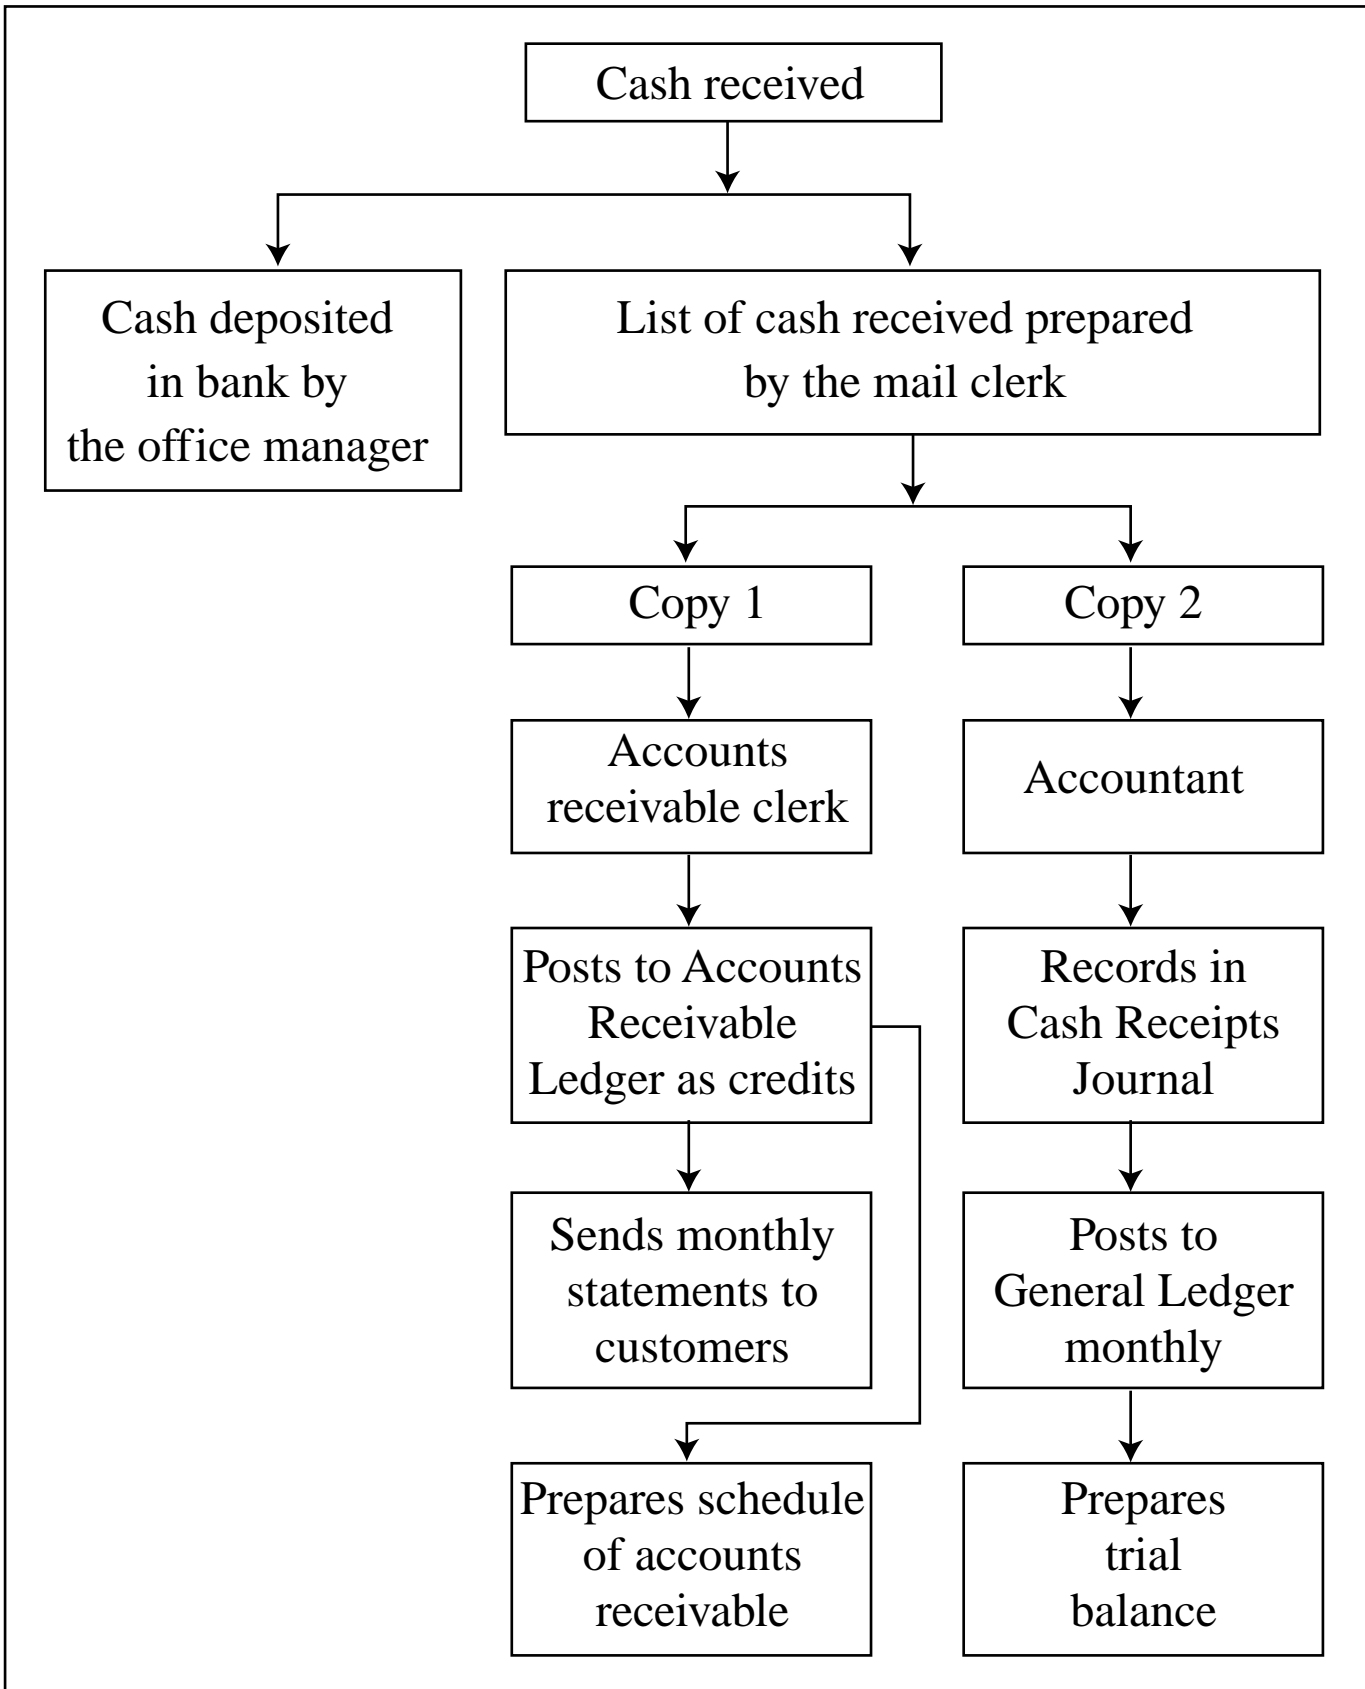 Cash received
Cash deposited
in bank by
the office manager
List of cash received prepared
by the mail clerk
Copy 1
Copy 2
Accounts
receivable clerk
Accountant
Posts to Accounts
Receivable
Ledger as credits
Records in
Cash Receipts
Journal
Sends monthly
statements to
customers
Posts to
General Ledger
monthly
Prepares schedule
of accounts
receivable
Prepares
trial
balance